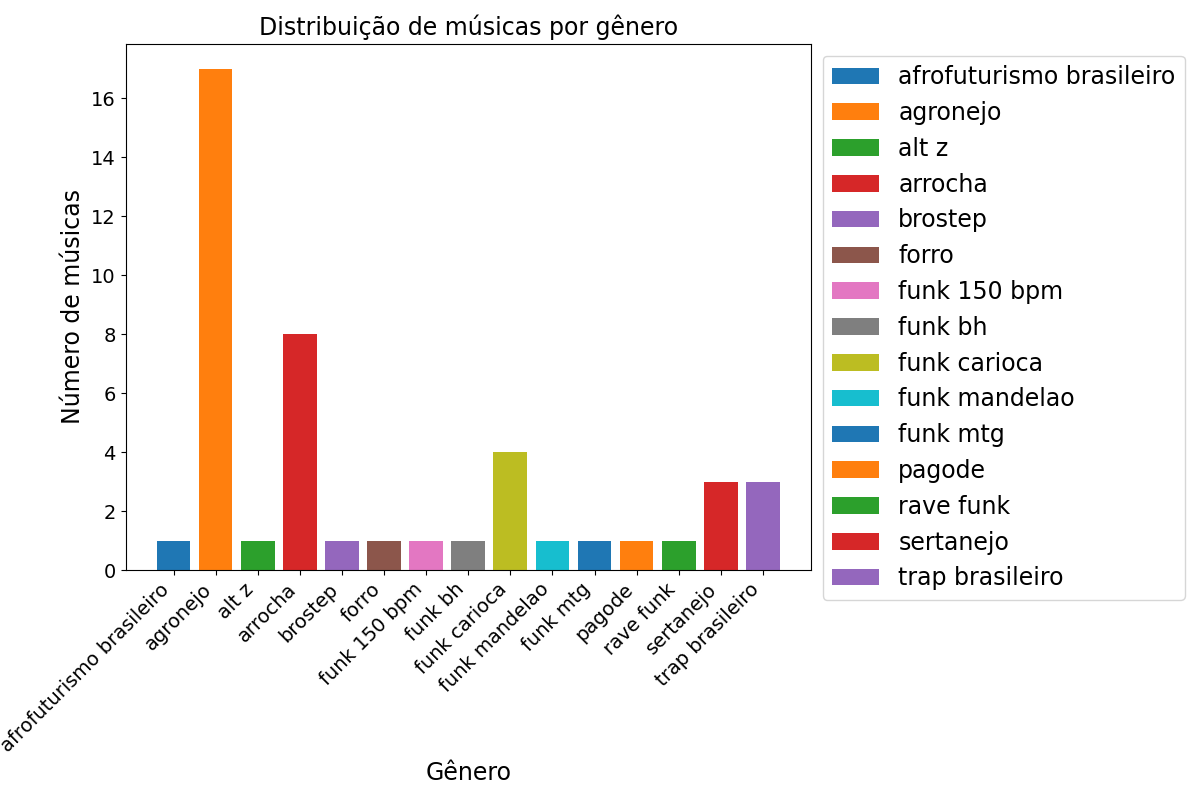 Distribuição de músicas por gênero
Número de músicas
16
14
12
10
8
6
4
2
0
afrofuturismo brasileiro
agronejo
alt z
arrocha
brostep
forro
funk 150 bpm
funk bh
funk carioca
funk mandelao
funk mtg
pagode
rave funk
sertanejo
trap brasileiro
Gênero
afrofuturismo brasileiro
agronejo
alt z
arrocha
brostep
forro
funk 150 bpm
funk bh
funk carioca
funk mandelao
funk mtg
pagode
rave funk
sertanejo
trap brasileiro